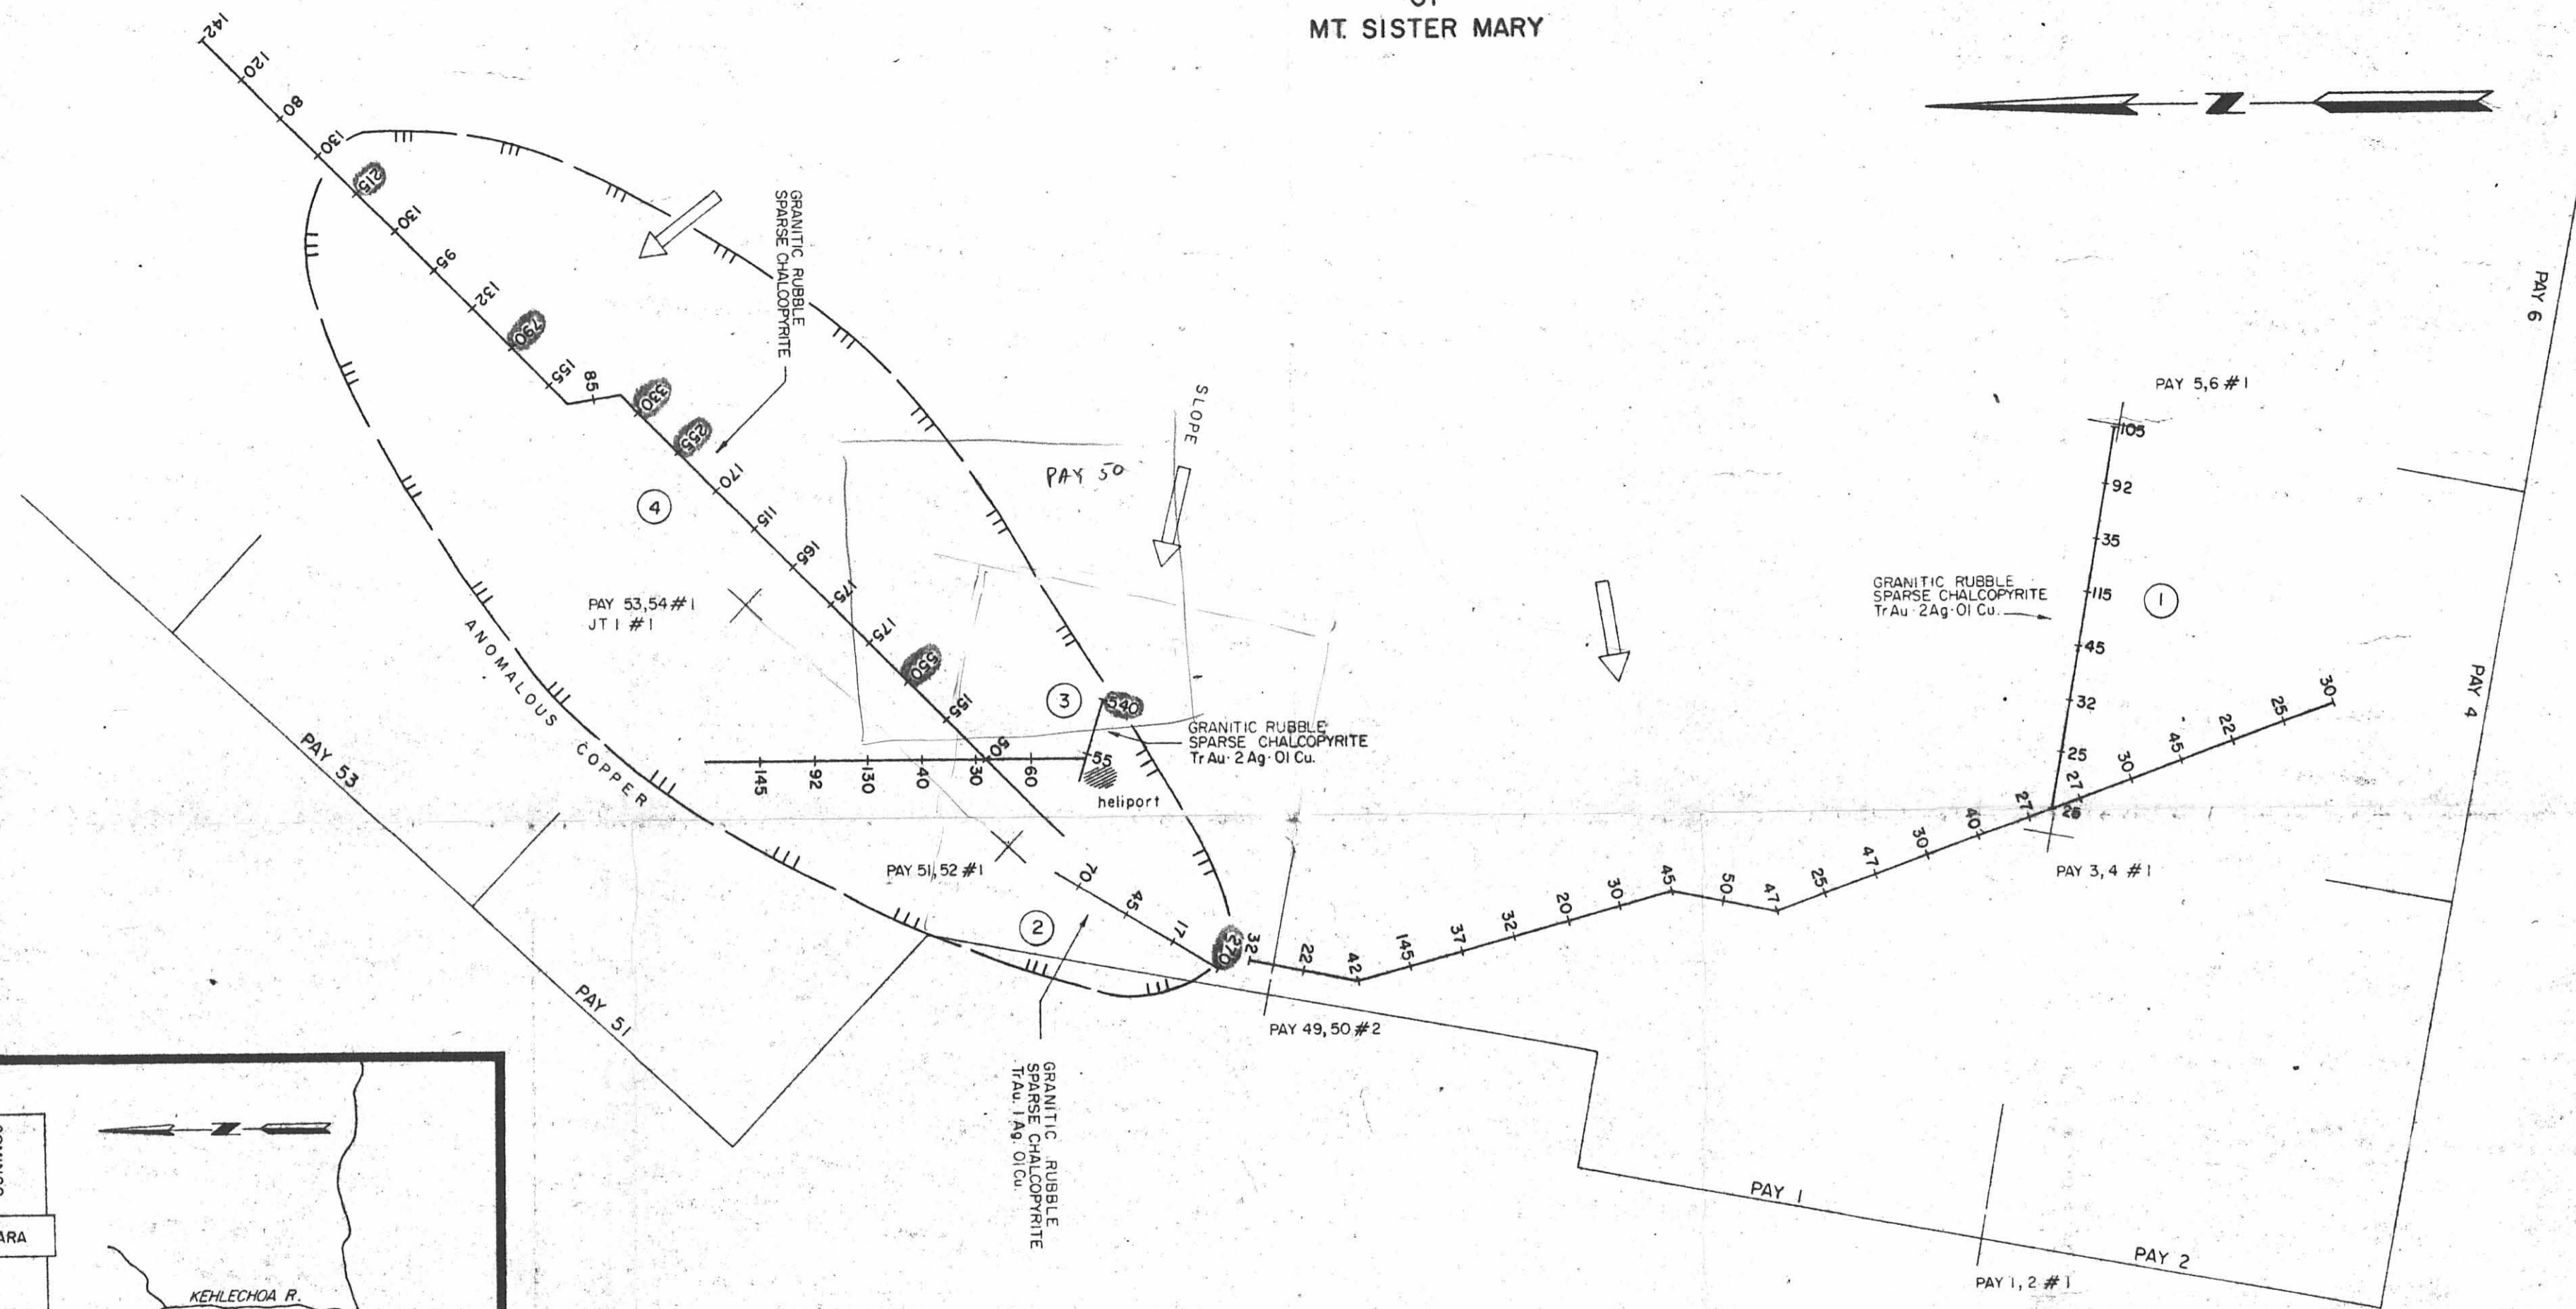 MT. SISTER MARY
N
142
120
80
130
215
130
95
132
790
155
85
330
255
170
115
165
175
175
550
155
50
GRANITIC RUBBLE
SPARSE CHALCOPYRITE
SLOPE
PAY 50
4
PAY 53,54 #1
JT 1 #1
ANOMALOUS COPPER
3
540
GRANITIC RUBBLE
SPARSE CHALCOPYRITE
Tr Au · 2 Ag · 01 Cu.
145
92
130
40
30
60
55
heliport
PAY 51,52 #1
2
70
45
17
370
GRANITIC RUBBLE
SPARSE CHALCOPYRITE
Tr Au. 1 Ag. 01 Cu.
32
22
42
145
37
32
20
30
45
50
47
25
47
30
40
27
26
27
30
45
22
25
30
PAY 5,6 #1
105
92
35
115
45
32
25
1
GRANITIC RUBBLE
SPARSE CHALCOPYRITE
Tr Au · 2 Ag · 01 Cu.
PAY 3,4 #1
PAY 6
PAY 4
PAY 53
PAY 51
PAY 49,50 #2
PAY 1
PAY 2
PAY 1,2 #1
N
ARA
KEHLECHOA R.